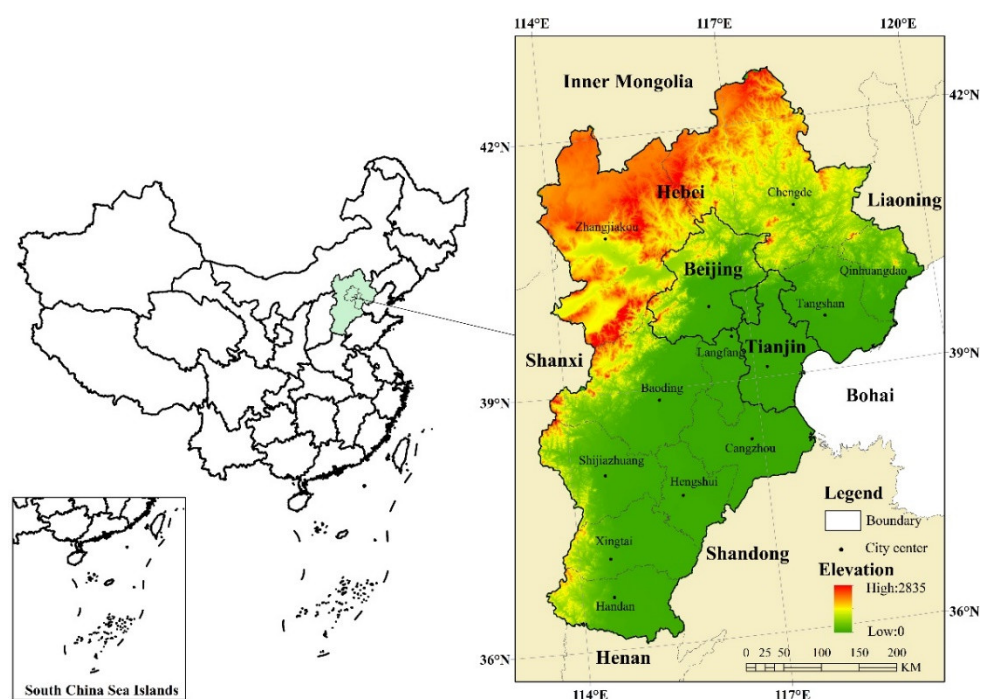 114°E
117°E
120°E
Inner Mongolia
42°N
42°N
Hebei
Chengde
Liaoning
Zhangjiakou
Beijing
Qinhuangdao
Tangshan
Langfang
Tianjin
Shanxi
39°N
39°N
Baoding
Bohai
Cangzhou
Shijiazhuang
Hengshui
Legend
Boundary
City center
Xingtai
Shandong
Elevation
High:2835
Handan
Low:0
36°N
Henan
36°N
0 25 50 100 150 200
KM
114°E
117°E
South China Sea Islands